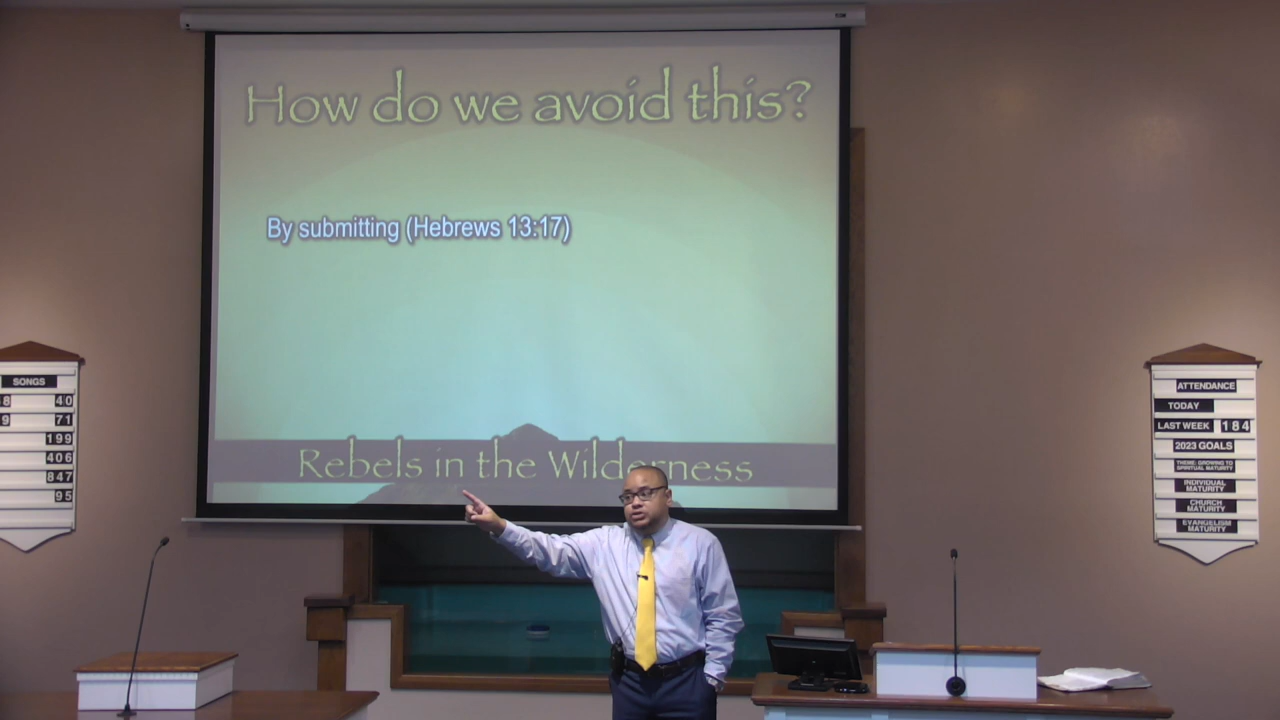 How do we avoid this?
By submitting (Hebrews 13:17)
Rebels in the Wilderness
SONGS
8 40
9 71
199
406
847
95
ATTENDANCE
TODAY
LAST WEEK 184
2023 GOALS
THEME: GROWING TO
SPIRITUAL MATURITY
INDIVIDUAL
MATURITY
CHURCH
MATURITY
EVANGELISM
MATURITY